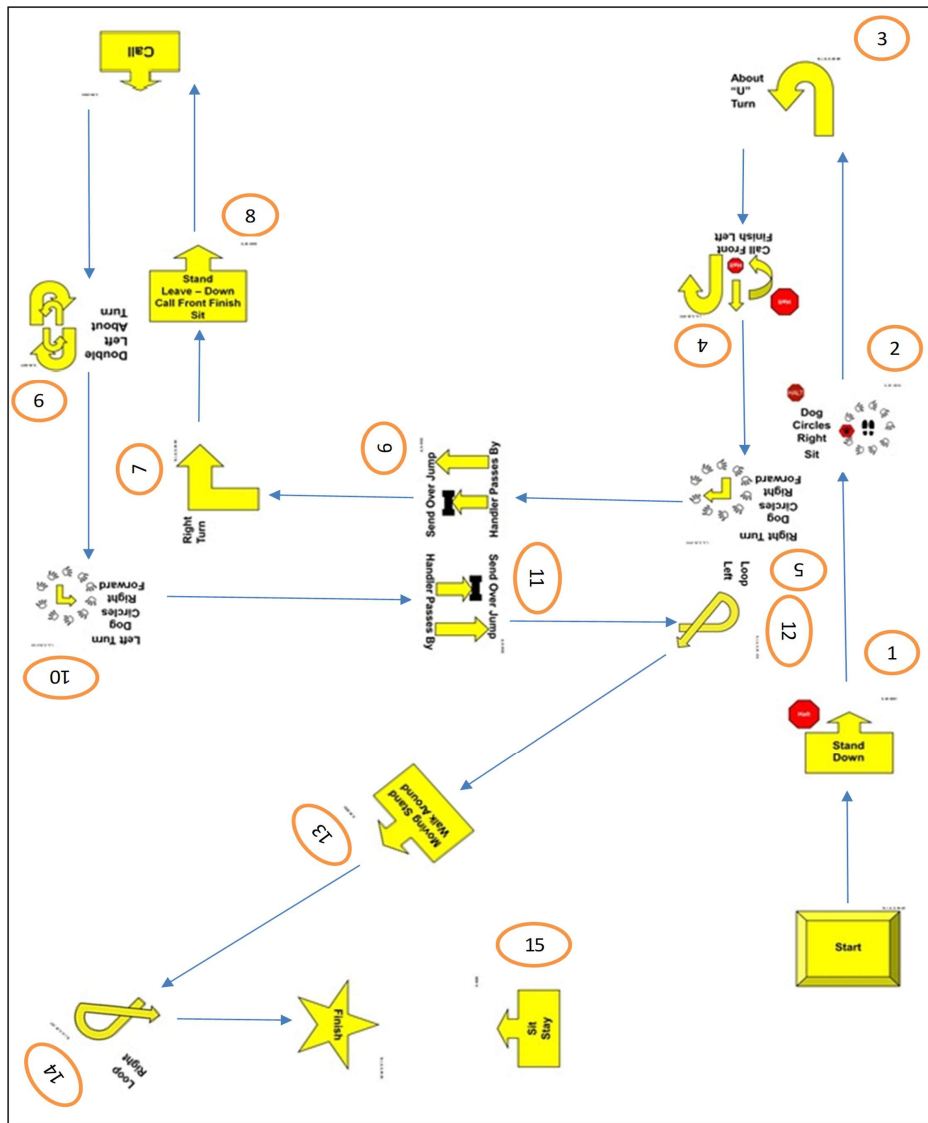 3
Call
About
"U"
Turn
8
Call Front
Finish Left
Halt
Halt
Stand
Leave – Down
Call Front Finish
Sit
Double
Left
About
Turn
4
2
9
HALT
Dog
Circles
Right
Sit
7
6
Right
Turn
Send Over Jump
Handler Passes By
Right Turn
Dog
Circles
Right
Forward
Left Turn
Dog
Circles
Right
Forward
10
Handler Passes By
Send Over Jump
11
Loop
Left
5
12
1
Halt
Stand
Down
Moving Stand
Walk Around
13
Start
15
Sit
Stay
Finish
Loop
Right
14